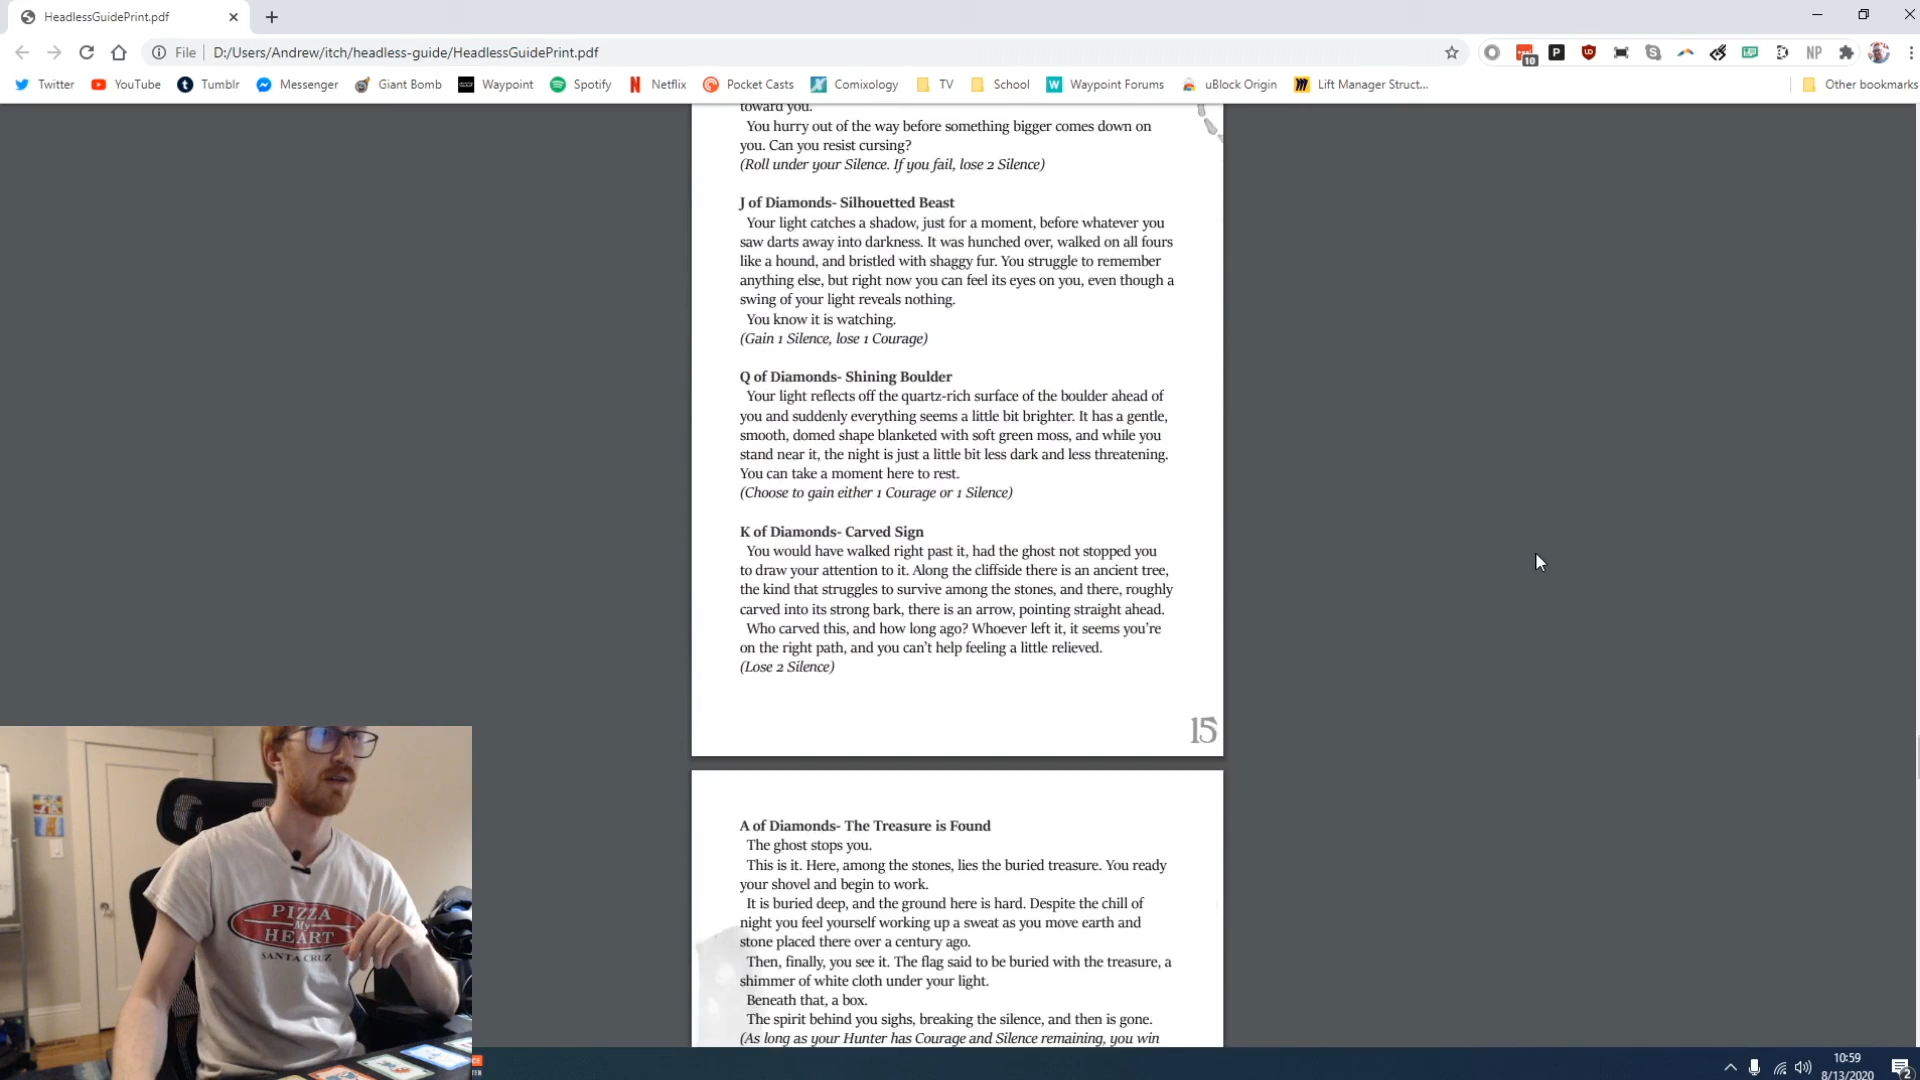 HeadlessGuidePrint.pdf
File
D:/Users/Andrew/itch/headless-guide/HeadlessGuidePrint.pdf
10
P
NP
Twitter
YouTube
Tumblr
Messenger
Giant Bomb
Waypoint
Spotify
Netflix
Pocket Casts
Comixology
TV
School
W
Waypoint Forums
uBlock Origin
Lift Manager Struct...
Other bookmarks
toward you.
You hurry out of the way before something bigger comes down on
you. Can you resist cursing?
(Roll under your Silence. If you fail, lose 2 Silence)
J of Diamonds- Silhouetted Beast
Your light catches a shadow, just for a moment, before whatever you
saw darts away into darkness. It was hunched over, walked on all fours
like a hound, and bristled with shaggy fur. You struggle to remember
anything else, but right now you can feel its eyes on you, even though a
swing of your light reveals nothing.
You know it is watching.
(Gain 1 Silence, lose 1 Courage)
Q of Diamonds- Shining Boulder
Your light reflects off the quartz-rich surface of the boulder ahead of
you and suddenly everything seems a little bit brighter. It has a gentle,
smooth, domed shape blanketed with soft green moss, and while you
stand near it, the night is just a little bit less dark and less threatening.
You can take a moment here to rest.
(Choose to gain either 1 Courage or 1 Silence)
K of Diamonds- Carved Sign
You would have walked right past it, had the ghost not stopped you
to draw your attention to it. Along the cliffside there is an ancient tree,
the kind that struggles to survive among the stones, and there, roughly
carved into its strong bark, there is an arrow, pointing straight ahead.
Who carved this, and how long ago? Whoever left it, it seems you're
on the right path, and you can't help feeling a little relieved.
(Lose 2 Silence)
15
A of Diamonds- The Treasure is Found
The ghost stops you.
This is it. Here, among the stones, lies the buried treasure. You ready
your shovel and begin to work.
It is buried deep, and the ground here is hard. Despite the chill of
night you feel yourself working up a sweat as you move earth and
stone placed there over a century ago.
Then, finally, you see it. The flag said to be buried with the treasure, a
shimmer of white cloth under your light.
Beneath that, a box.
The spirit behind you sighs, breaking the silence, and then is gone.
(As long as your Hunter has Courage and Silence remaining, you win
PIZZA
My
HEART
SANTA CRUZ
10:59
8/13/2020
2